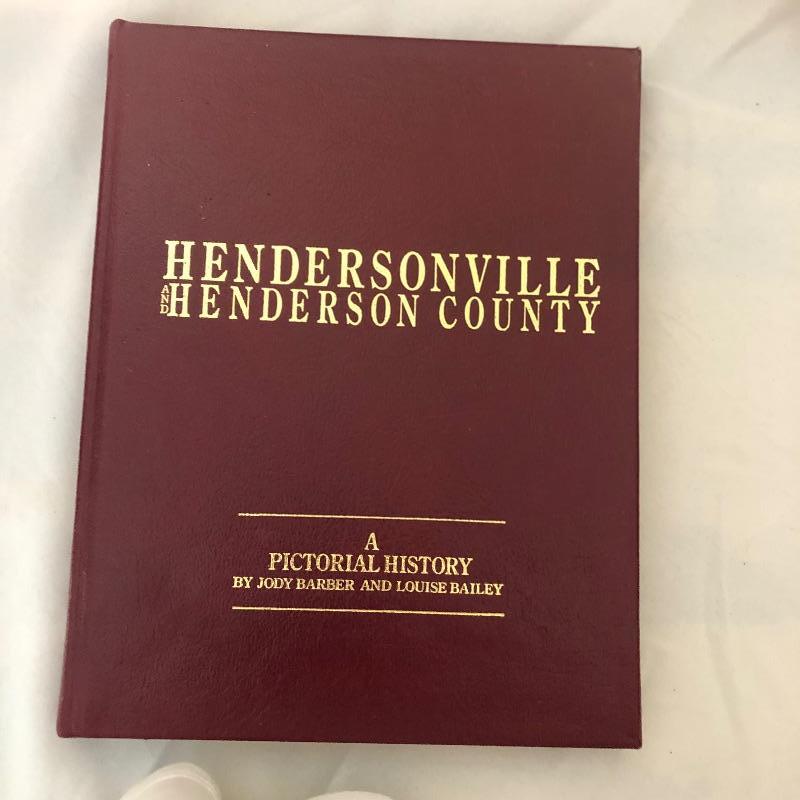 HENDERSONVILLE
AND HENDERSON COUNTY
A
PICTORIAL HISTORY
BY JODY BARBER AND LOUISE BAILEY